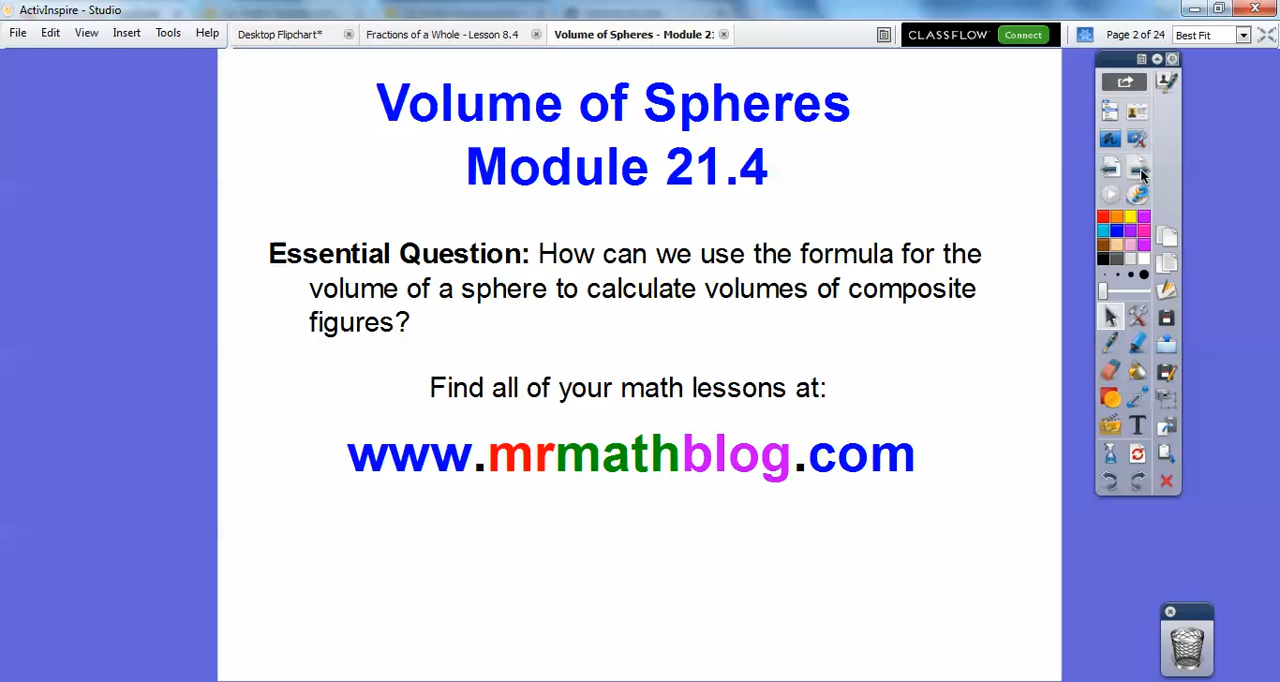 ActivInspire - Studio
File Edit View Insert Tools Help
Desktop Flipchart* Fractions of a Whole - Lesson 8.4 Volume of Spheres - Module 2:
CLASSFLOW Connect
Page 2 of 24 Best Fit
Volume of Spheres
Module 21.4
Essential Question: How can we use the formula for the
volume of a sphere to calculate volumes of composite
figures?
Find all of your math lessons at:
www.mrmathblog.com